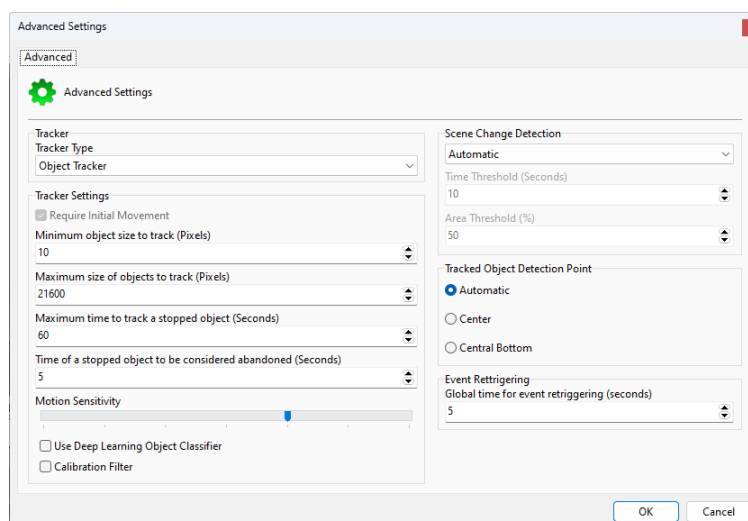 Advanced Settings
Advanced
Advanced Settings
Tracker
Tracker Type
Object Tracker
Tracker Settings
Require Initial Movement
Minimum object size to track (Pixels)
10
Maximum size of objects to track (Pixels)
21600
Maximum time to track a stopped object (Seconds)
60
Time of a stopped object to be considered abandoned (Seconds)
5
Motion Sensitivity
Use Deep Learning Object Classifier
Calibration Filter
Scene Change Detection
Automatic
Time Threshold (Seconds)
10
Area Threshold (%)
50
Tracked Object Detection Point
Automatic
Center
Central Bottom
Event Rettrigering
Global time for event retriggering (seconds)
5
OK
Cancel